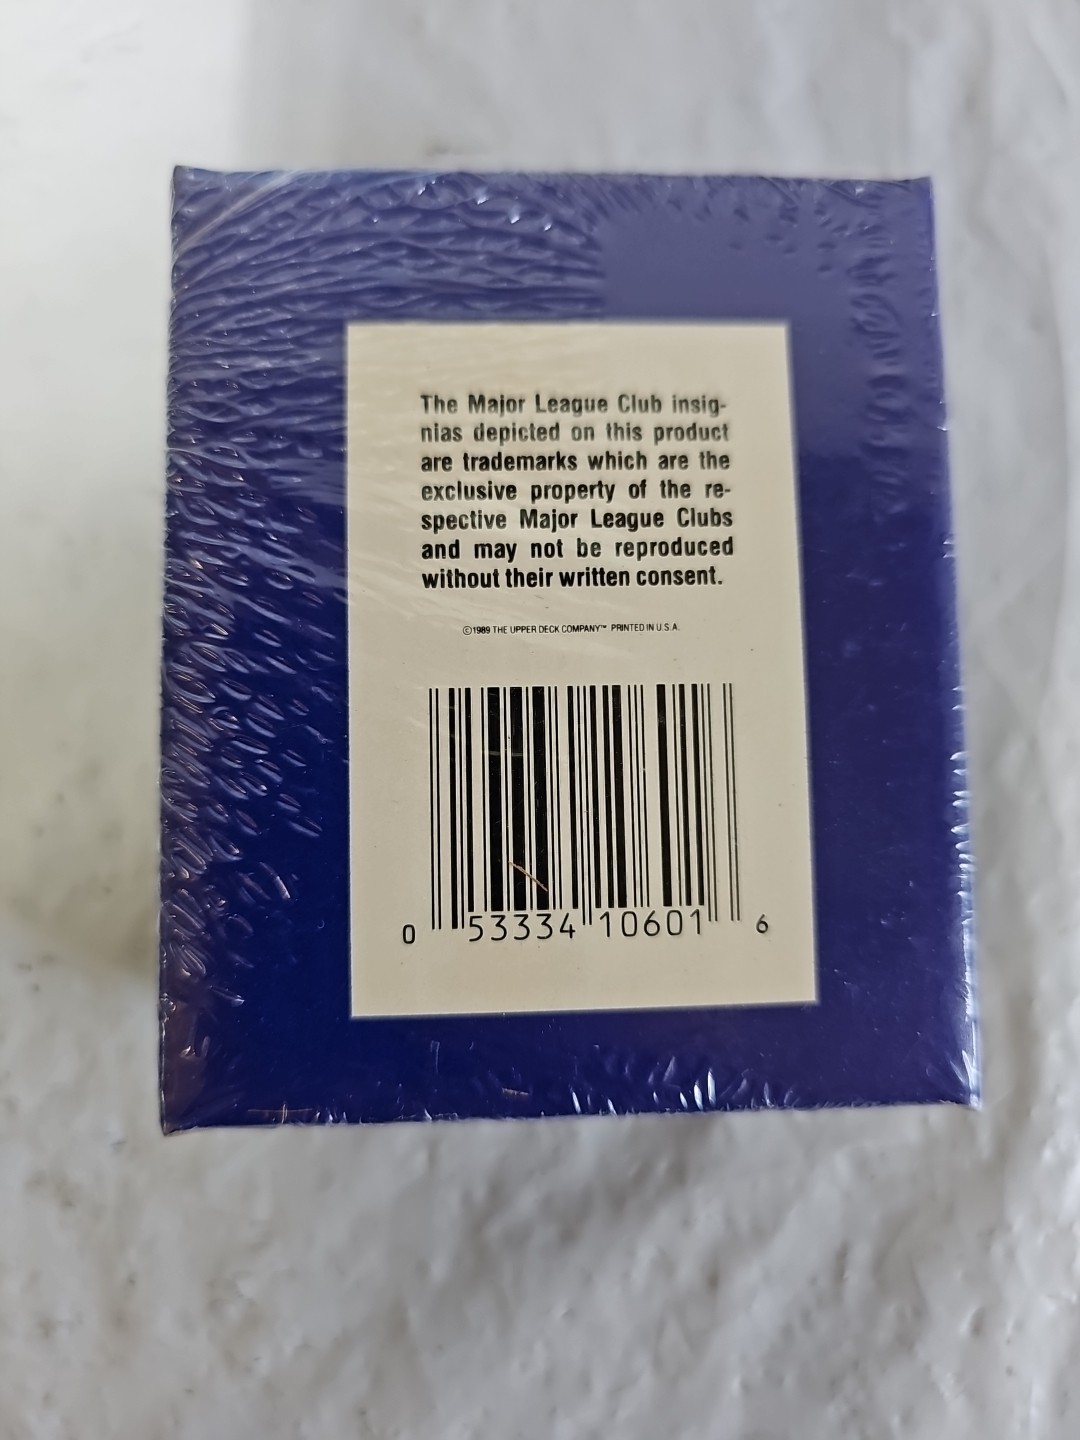 The Major League Club insig-
nias depicted on this product
are trademarks which are the
exclusive property of the re-
spective Major League Clubs
and may not be reproduced
without their written consent.
©1989 THE UPPER DECK COMPANY™ PRINTED IN U.S.A.
0 53334 10601 6